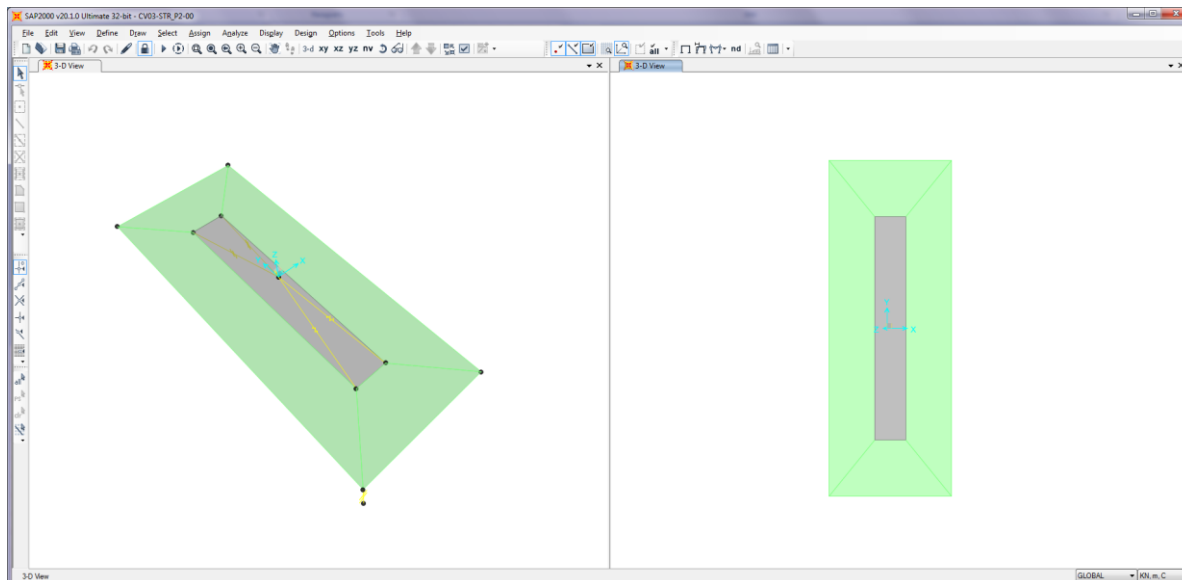 SAP2000 v20.1.0 Ultimate 32-bit - CV03-STR_P2-00
File Edit View Define Draw Select Assign Analyze Display Design Options Tools Help
3-d xy xz yz nv all nd
3-D View
3-D View
Z
X
Y
X
3-D View
GLOBAL
KN, m, C